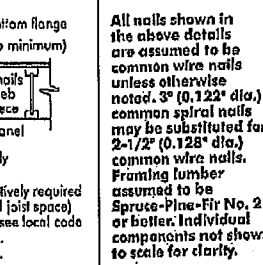 ttom flange
minimum)
nails
eb
anel
tively required
l joist space)
see local code
All nails shown in
the above details
are assumed to be
common wire nails
unless otherwise
noted. 3" (0.122" dia.)
common spiral nails
may be substituted for
2-1/2" (0.128" dia.)
common wire nails.
Framing lumber
assumed to be
Spruce-Pine-Fir No. 2
or better. Individual
components not show
to scale for clarity.